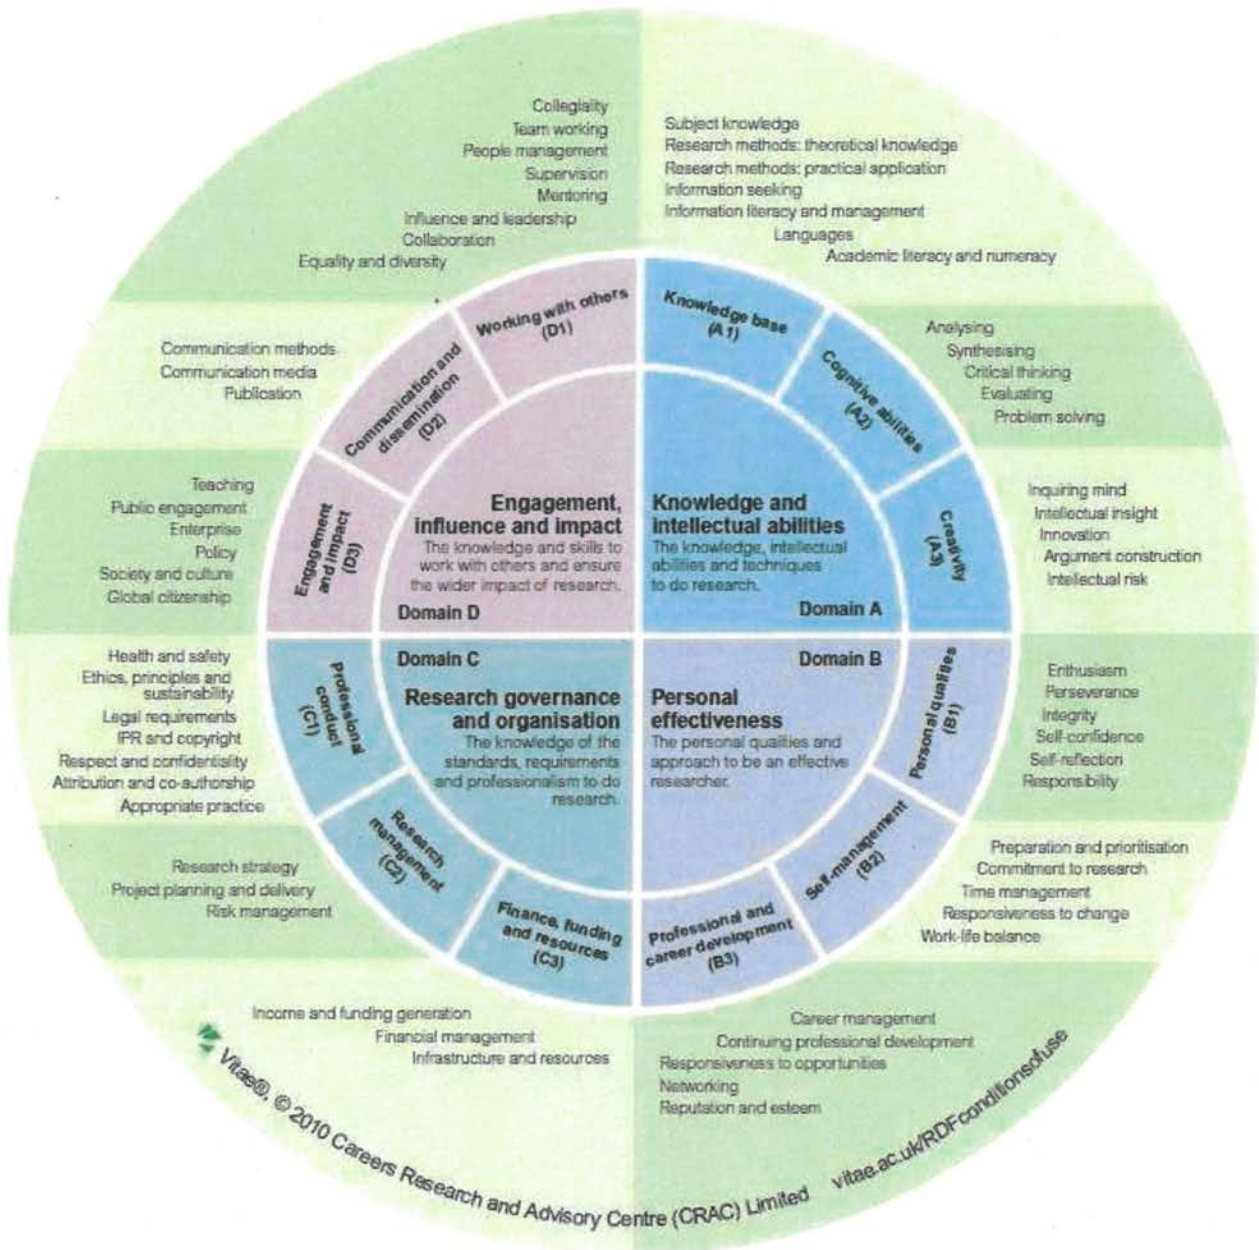 Collegiality
Team working
People management
Supervision
Mentoring
Influence and leadership
Collaboration
Equality and diversity
Subject knowledge
Research methods: theoretical knowledge
Research methods: practical application
Information seeking
Information literacy and management
Languages
Academic literacy and numeracy
Communication methods
Communication media
Publication
Analysing
Synthesising
Critical thinking
Evaluating
Problem solving
Teaching
Public engagement
Enterprise
Policy
Society and culture
Global citizenship
Inquiring mind
Intellectual insight
Innovation
Argument construction
Intellectual risk
Working with others
(D1)
Communication and
dissemination
(D2)
Engagement
and impact
(D3)
Knowledge base
(A1)
Cognitive abilities
(A2)
Creativity
(A3)
Engagement,
influence and impact
The knowledge and skills to
work with others and ensure
the wider impact of research.
Domain D
Knowledge and
intellectual abilities
The knowledge, intellectual
abilities and techniques
to do research.
Domain A
Domain C
Research governance
and organisation
The knowledge of the
standards, requirements
and professionalism to do
research.
Domain B
Personal
effectiveness
The personal qualities and
approach to be an effective
researcher.
Professional
conduct
(C1)
Research
management
(C2)
Finance, funding
and resources
(C3)
Personal qualities
(B1)
Self-management
(B2)
Professional and
career development
(B3)
Health and safety
Ethics, principles and
sustainability
Legal requirements
IPR and copyright
Respect and confidentiality
Attribution and co-authorship
Appropriate practice
Enthusiasm
Perseverance
Integrity
Self-confidence
Self-reflection
Responsibility
Research strategy
Project planning and delivery
Risk management
Preparation and prioritisation
Commitment to research
Time management
Responsiveness to change
Work-life balance
Income and funding generation
Financial management
Infrastructure and resources
Career management
Continuing professional development
Responsiveness to opportunities
Networking
Reputation and esteem
Vitae®, © 2010 Careers Research and Advisory Centre (CRAC) Limited vitae.ac.uk/RDFconditionsofuse